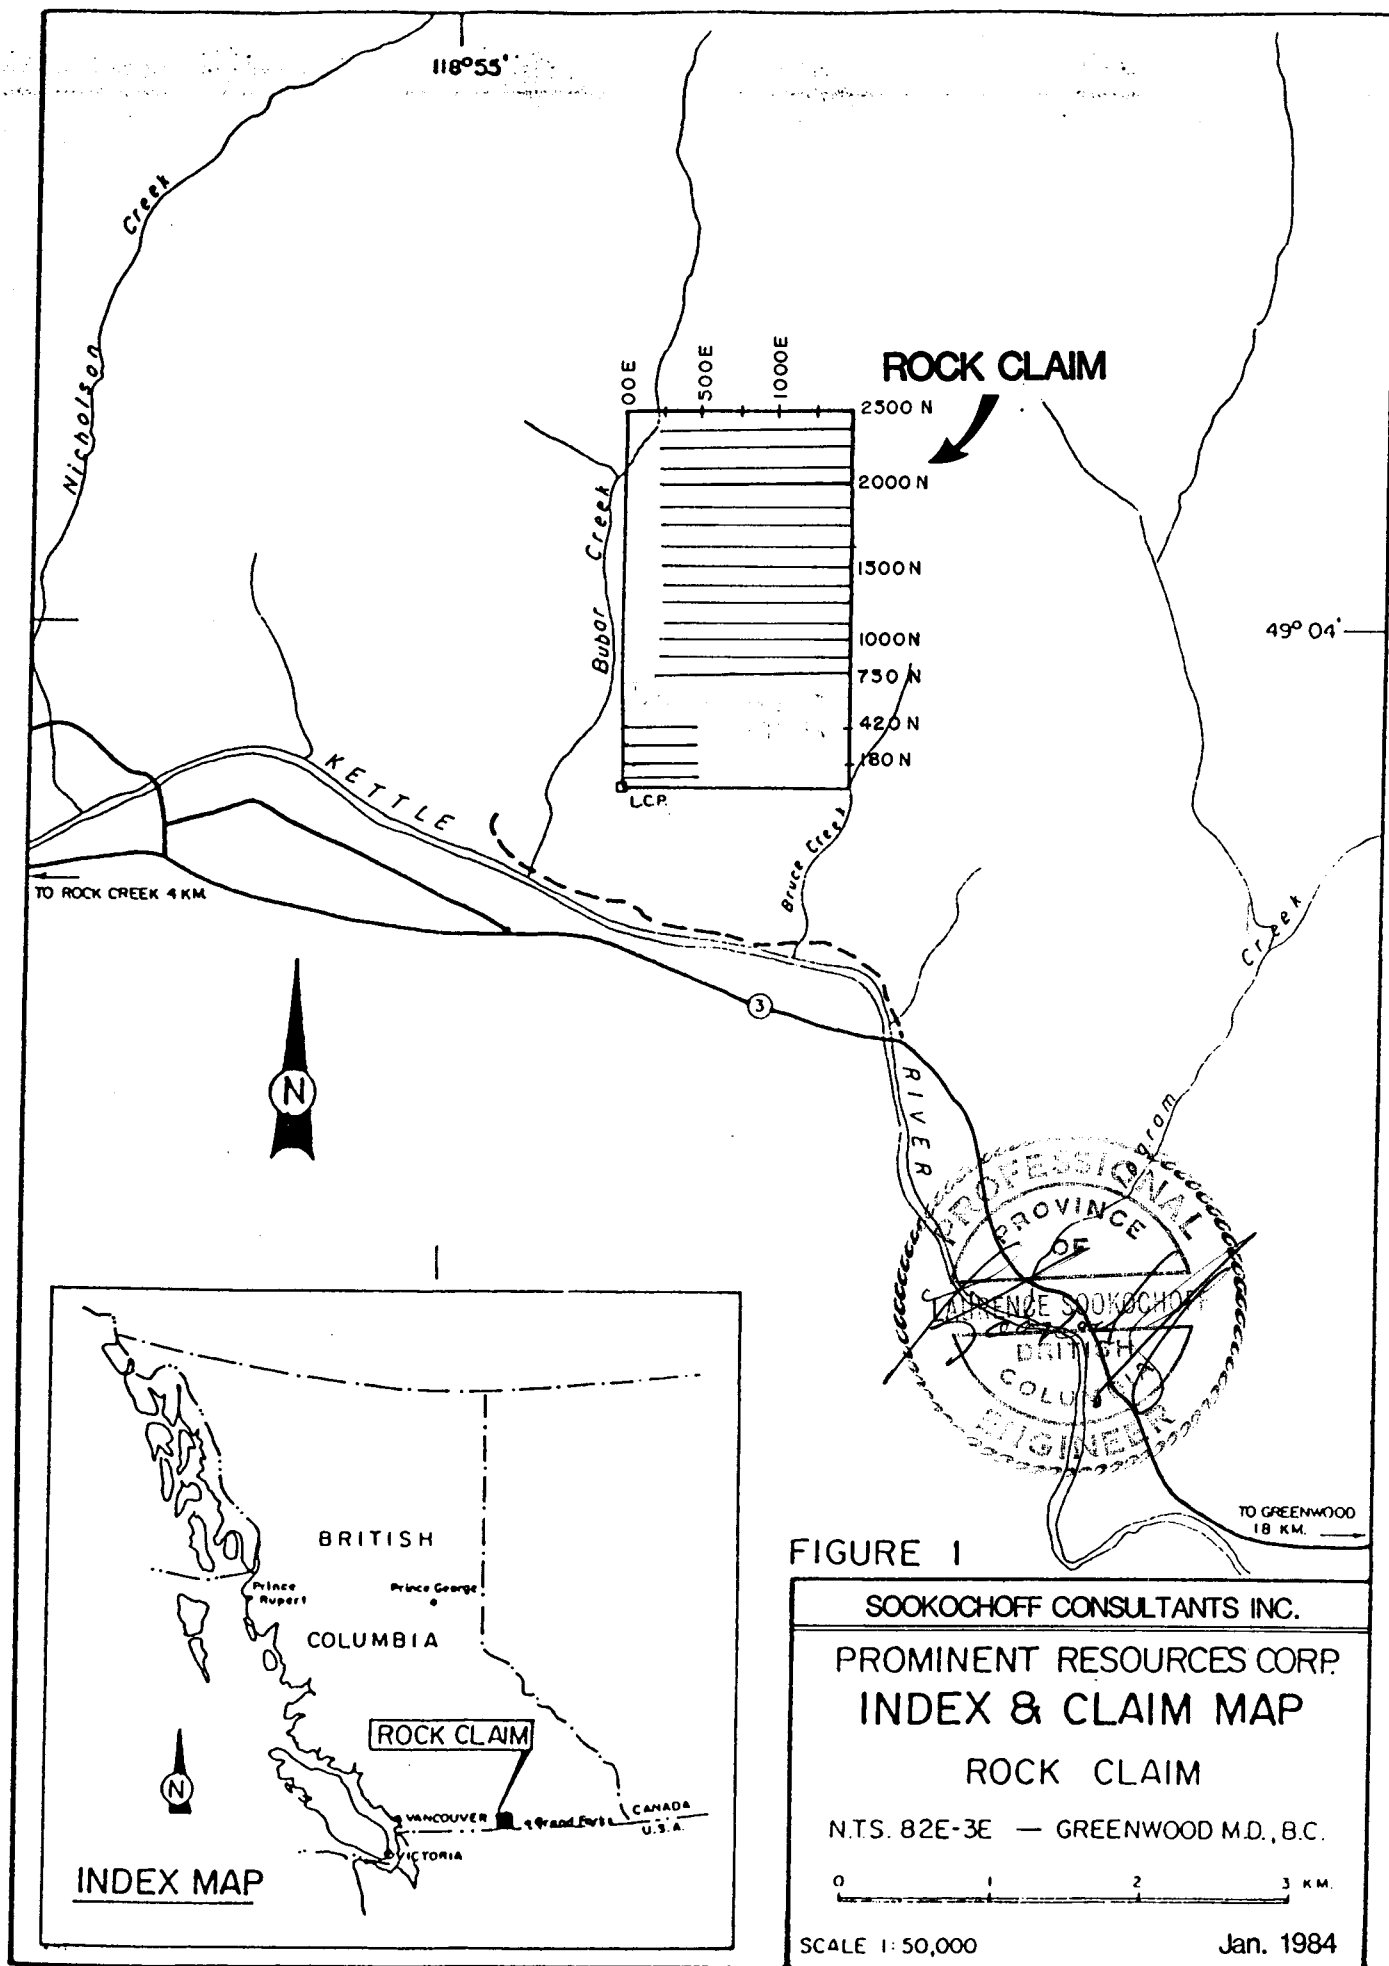 118°55'
Nicholson Creek
OOE
500E
1000E
ROCK CLAIM
2500 N
2000 N
1500 N
1000 N
750 N
420 N
180 N
L.C.P.
Bubar Creek
49° 04'
KETTLE
Bruce Creek
TO ROCK CREEK 4 KM.
Creek
3
N
RIVER
PROFESSIONAL
PROVINCE
OF
LAURENCE SOOKOCHOFF
BRITISH
COLUMBIA
ENGINEER
TO GREENWOOD
18 KM.
BRITISH
COLUMBIA
Prince
Rupert
Prince George
ROCK CLAIM
VANCOUVER
Grand Forks
CANADA
U.S.A.
VICTORIA
N
INDEX MAP
FIGURE 1
SOOKOCHOFF CONSULTANTS INC.
PROMINENT RESOURCES CORP.
INDEX & CLAIM MAP
ROCK CLAIM
N.T.S. 82E-3E — GREENWOOD M.D., B.C.
0 1 2 3 KM.
SCALE 1:50,000
Jan. 1984